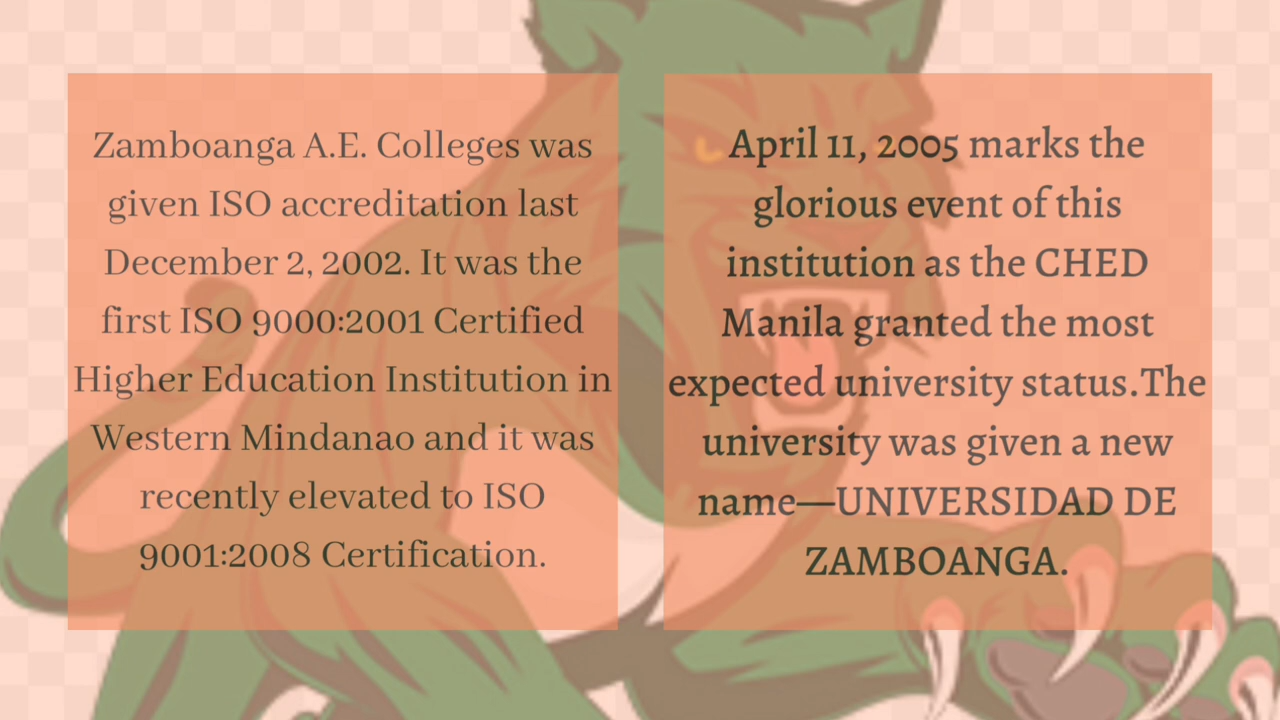 Zamboanga A.E. Colleges was
given ISO accreditation last
December 2, 2002. It was the
first ISO 9000:2001 Certified
Higher Education Institution in
Western Mindanao and it was
recently elevated to ISO
9001:2008 Certification.
April 11, 2005 marks the
glorious event of this
institution as the CHED
Manila granted the most
expected university status.The
university was given a new
name—UNIVERSIDAD DE
ZAMBOANGA.